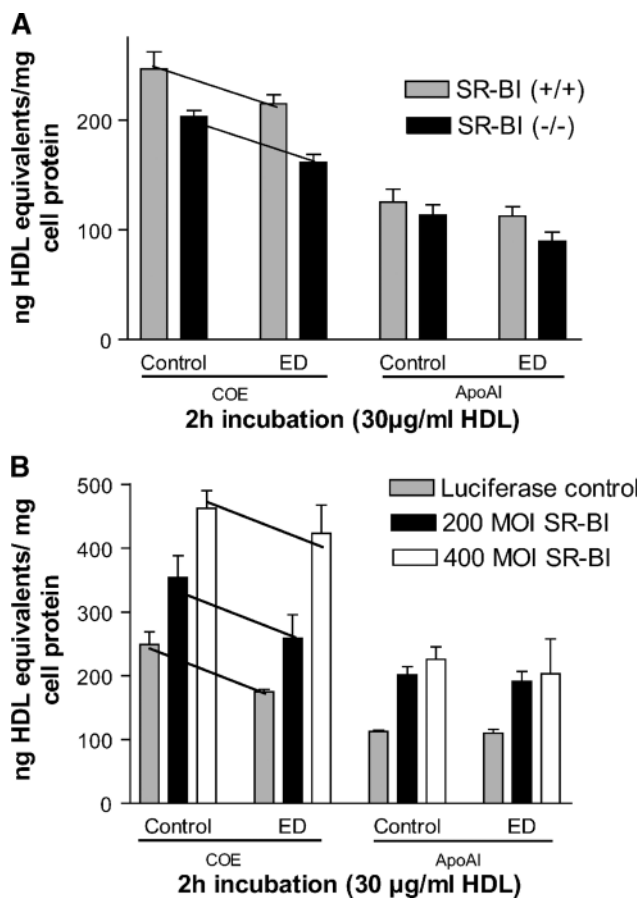 A
ng HDL equivalents/mg
cell protein
200
100
0
SR-BI (+/+)
SR-BI (-/-)
Control ED Control ED
COE ApoAI
2h incubation (30µg/ml HDL)
B
ng HDL equivalents/ mg
cell protein
500
400
300
200
100
0
Luciferase control
200 MOI SR-BI
400 MOI SR-BI
Control ED Control ED
COE ApoAI
2h incubation (30 µg/ml HDL)